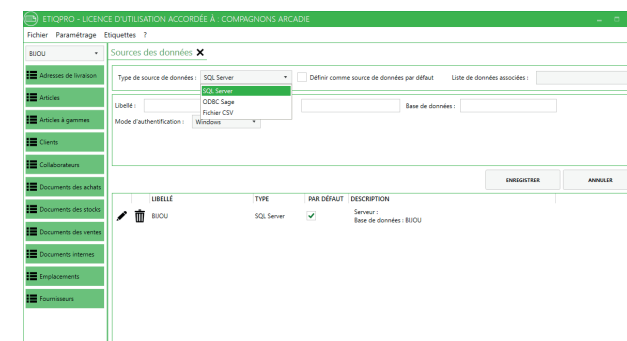 ETIQPRO - LICENCE D'UTILISATION ACCORDÉE À : COMPAGNONS ARCADIE
Fichier Paramétrage Etiquettes ?
BIJOU
Sources des données
Adresses de livraison
Articles
Articles à gammes
Clients
Collaborateurs
Documents des achats
Documents des stocks
Documents des ventes
Documents internes
Emplacements
Fournisseurs
Type de source de données : SQL Server Définir comme source de données par défaut Liste de données associées :
SQL Server
ODBC Sage
Fichier CSV
Libellé : Base de données :
Mode d'authentification : Windows
ENREGISTRER ANNULER
LIBELLÉ TYPE PAR DÉFAUT DESCRIPTION
BIJOU SQL Server Serveur :
Base de données : BIJOU